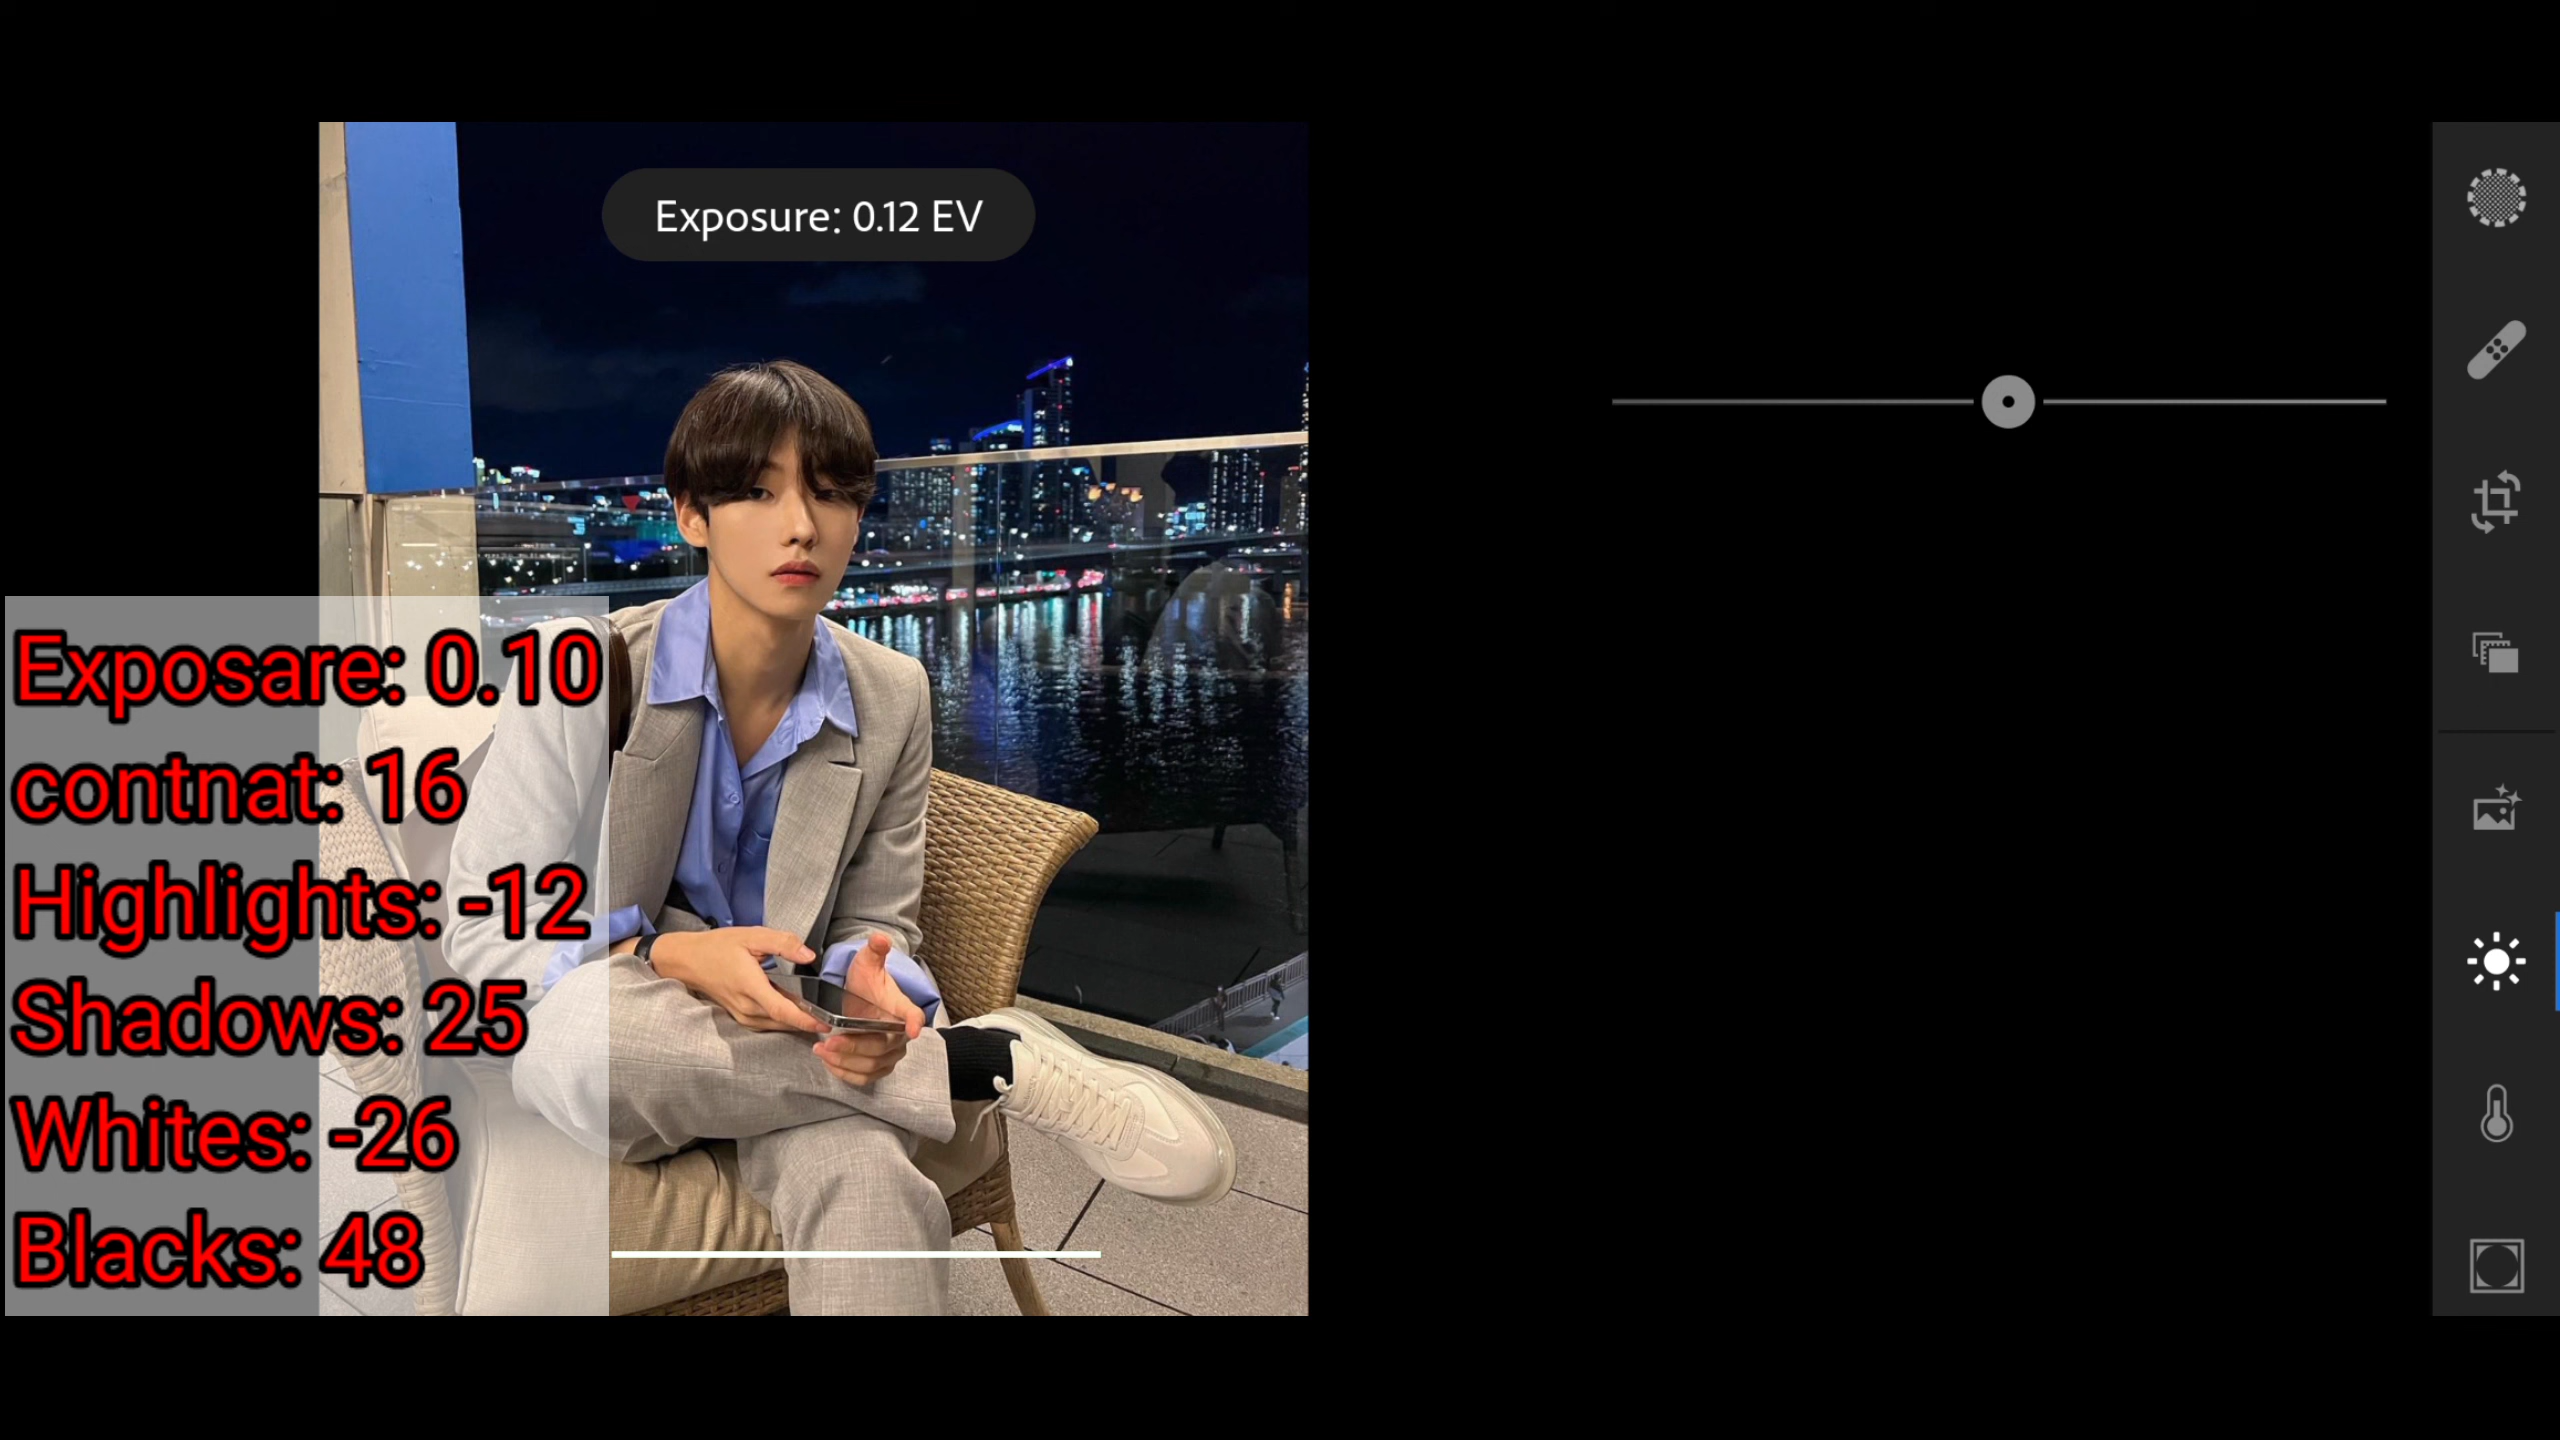 Exposure: 0.12 EV
Exposare: 0.10
contnat: 16
Highlights: -12
Shadows: 25
Whites: -26
Blacks: 48